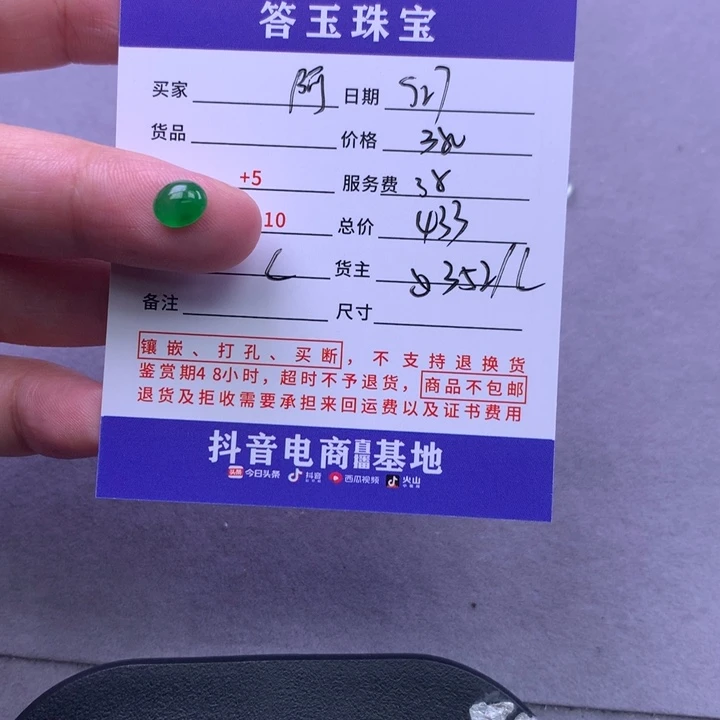 答玉珠宝
买家 阿 日期 527
货品 价格 380
+5 服务费 38
10 总价 433
货主
备注 尺寸
镶嵌、打孔、买断，不支持退换货
鉴赏期48小时，超时不予退货，商品不包邮
退货及拒收需要承担来回运费以及证书费用
抖音电商直播基地
头条 今日头条 抖音 西瓜视频 火山